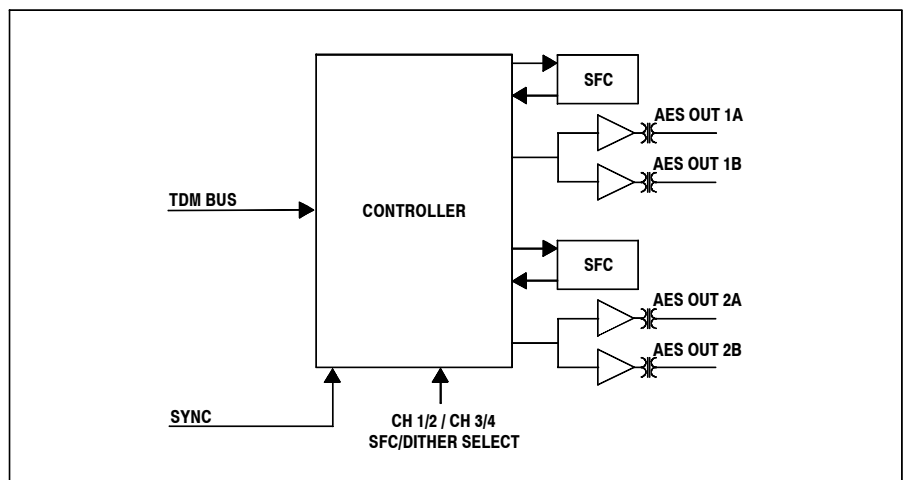 SFC
AES OUT 1A
AES OUT 1B
TDM BUS
CONTROLLER
SFC
AES OUT 2A
AES OUT 2B
SYNC
CH 1/2 / CH 3/4
SFC/DITHER SELECT